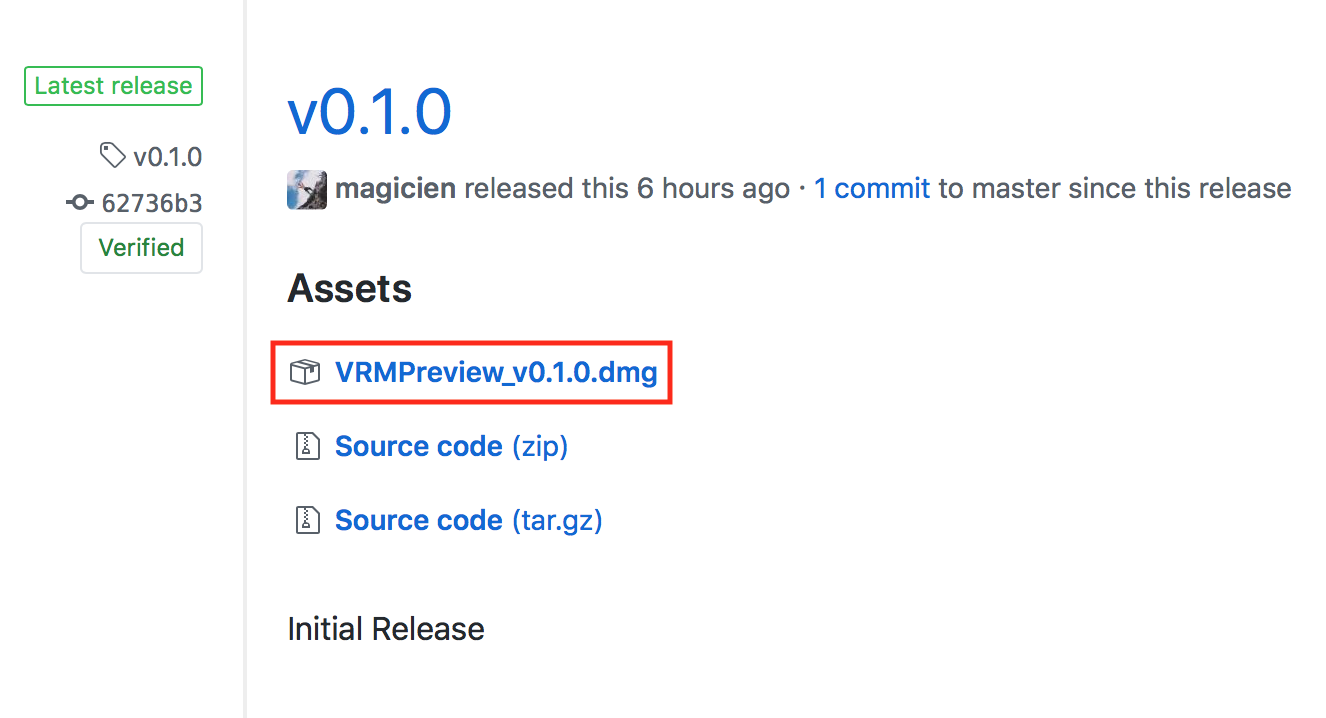 Latest release
v0.1.0
62736b3
Verified
v0.1.0
magicien released this 6 hours ago · 1 commit to master since this release
Assets
VRMPreview_v0.1.0.dmg
Source code (zip)
Source code (tar.gz)
Initial Release